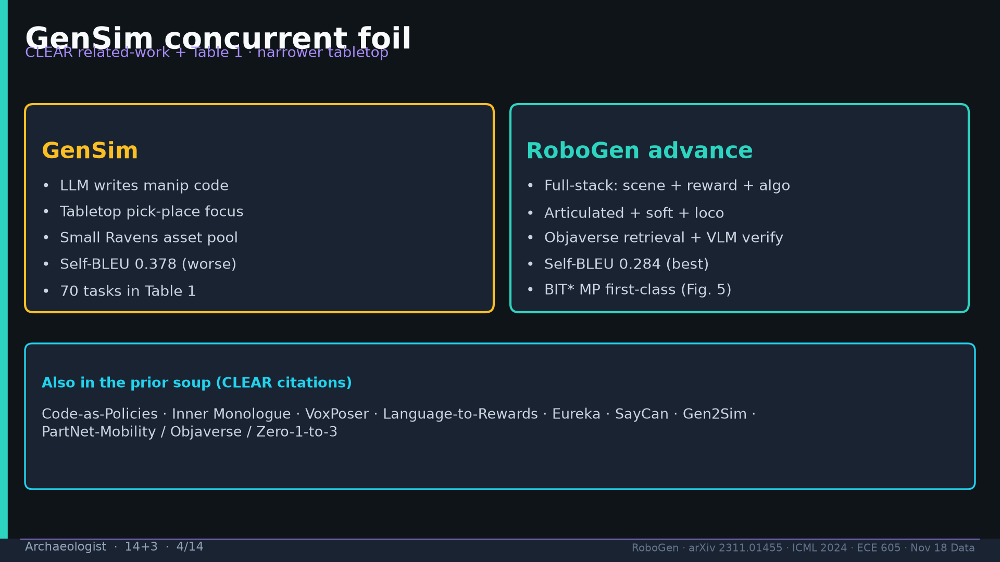 GenSim concurrent foil
CLEAR related-work + Table 1 · narrower tabletop
GenSim
• LLM writes manip code
• Tabletop pick-place focus
• Small Ravens asset pool
• Self-BLEU 0.378 (worse)
• 70 tasks in Table 1
RoboGen advance
• Full-stack: scene + reward + algo
• Articulated + soft + loco
• Objaverse retrieval + VLM verify
• Self-BLEU 0.284 (best)
• BIT* MP first-class (Fig. 5)
Also in the prior soup (CLEAR citations)
Code-as-Policies · Inner Monologue · VoxPoser · Language-to-Rewards · Eureka · SayCan · Gen2Sim ·
PartNet-Mobility / Objaverse / Zero-1-to-3
Archaeologist · 14+3 · 4/14
RoboGen · arXiv 2311.01455 · ICML 2024 · ECE 605 · Nov 18 Data